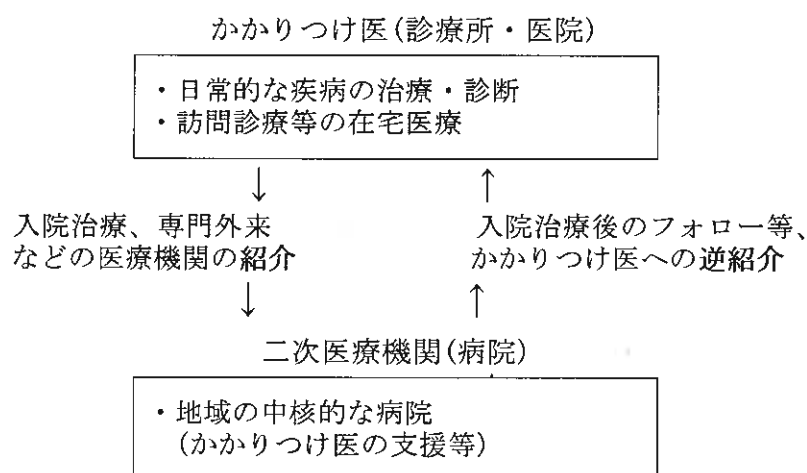 かかりつけ医(診療所・医院)
・日常的な疾病の治療・診断
・訪問診療等の在宅医療
↓
↑
入院治療、専門外来
などの医療機関の紹介
入院治療後のフォロー等、
かかりつけ医への逆紹介
↓
↑
二次医療機関(病院)
・地域の中核的な病院
(かかりつけ医の支援等)